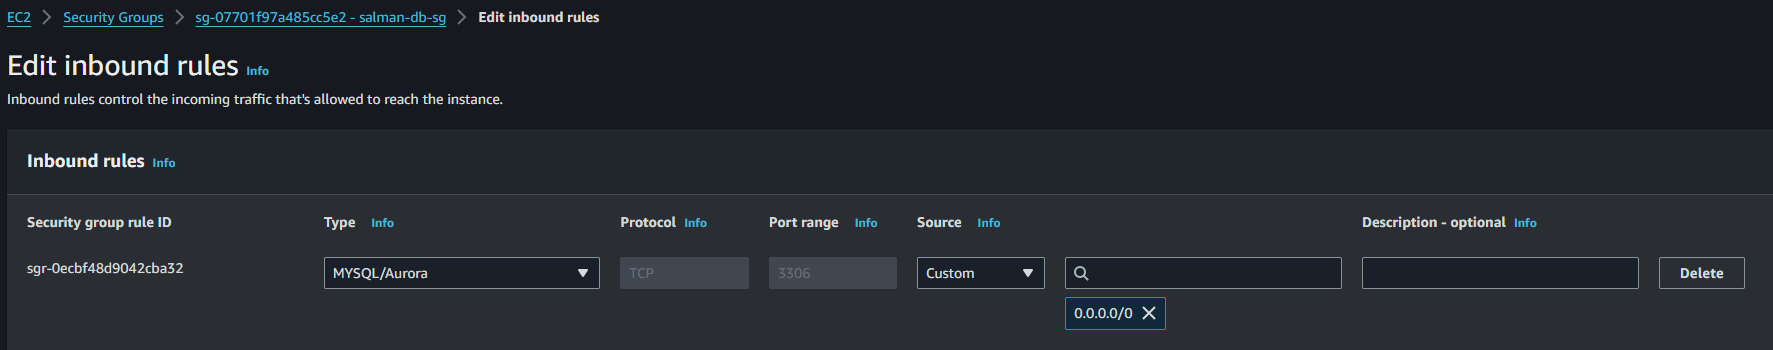 EC2 > Security Groups > sg-07701f97a485cc5e2 - salman-db-sg > Edit inbound rules
Edit inbound rules Info
Inbound rules control the incoming traffic that's allowed to reach the instance.
Inbound rules Info
Security group rule ID Type Info Protocol Info Port range Info Source Info Description - optional Info
sgr-0ecbf48d9042cba32 MYSQL/Aurora TCP 3306 Custom Delete
0.0.0.0/0